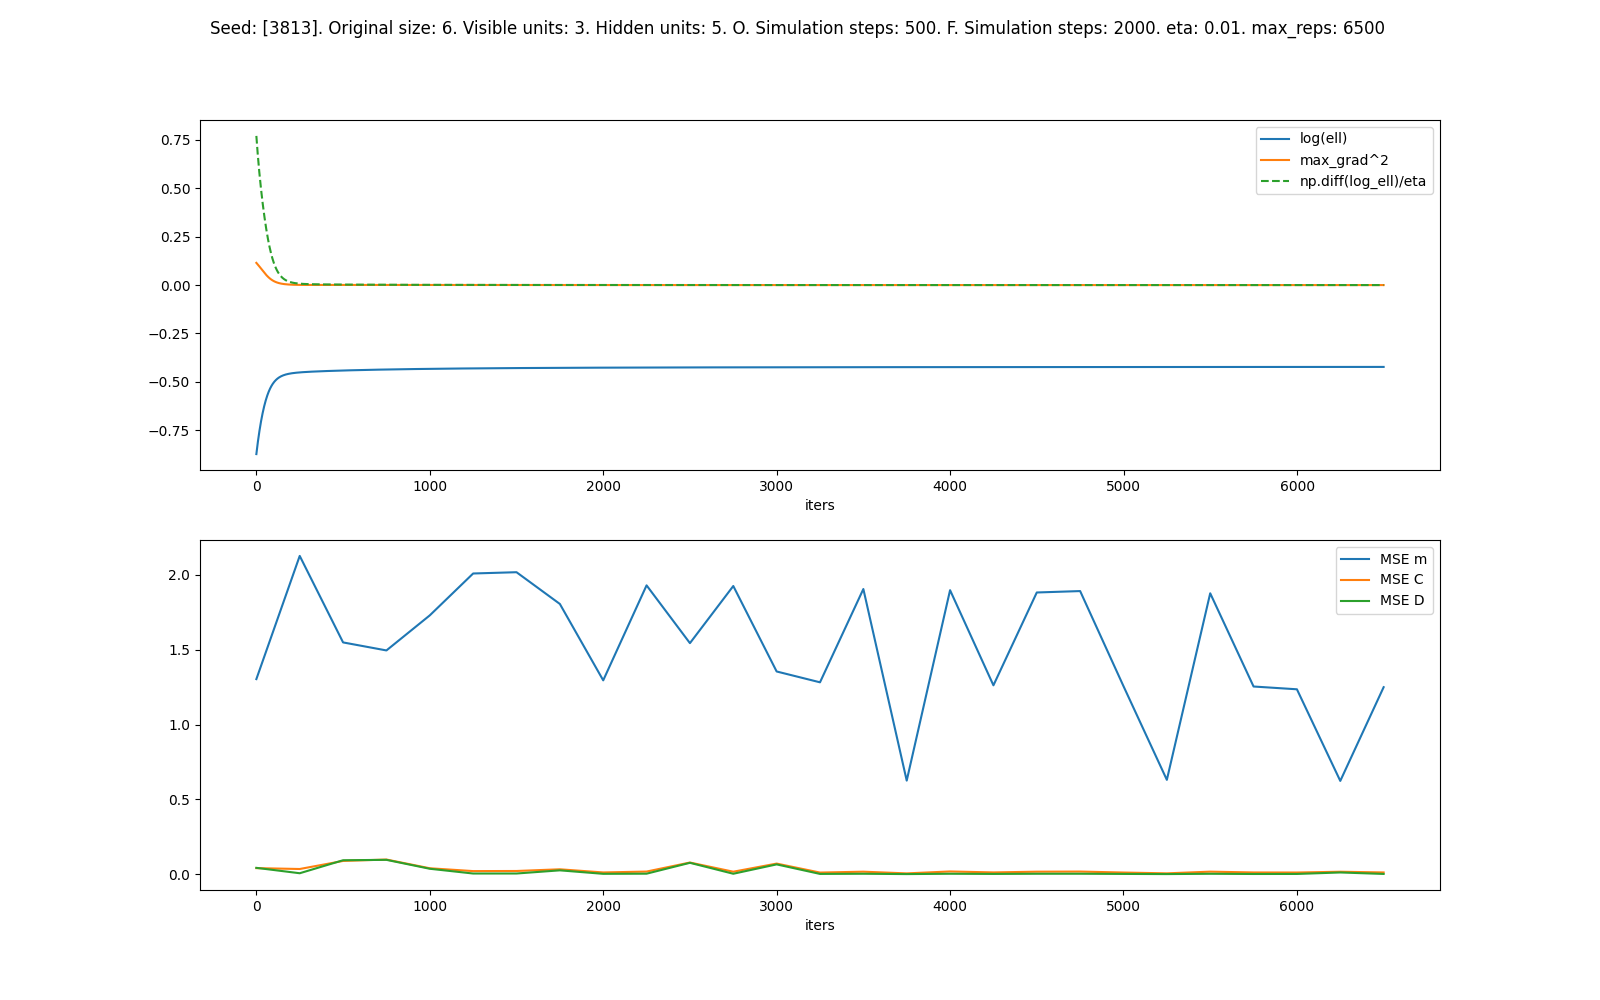 Seed: [3813]. Original size: 6. Visible units: 3. Hidden units: 5. O. Simulation steps: 500. F. Simulation steps: 2000. eta: 0.01. max_reps: 6500
0.75
0.50
0.25
0.00
−0.25
−0.50
−0.75
log(ell)
max_grad^2
np.diff(log_ell)/eta
0 1000 2000 3000 4000 5000 6000
iters
2.0
1.5
1.0
0.5
0.0
MSE m
MSE C
MSE D
0 1000 2000 3000 4000 5000 6000
iters